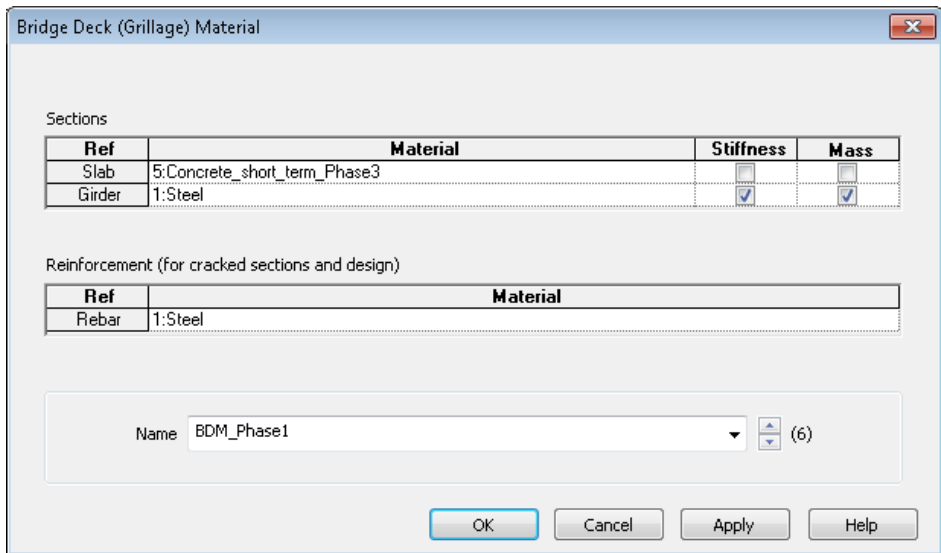 Bridge Deck (Grillage) Material
Sections
Ref Material Stiffness Mass
Slab 5:Concrete_short_term_Phase3
Girder 1:Steel
Reinforcement (for cracked sections and design)
Ref Material
Rebar 1:Steel
Name BDM_Phase1 (6)
OK Cancel Apply Help